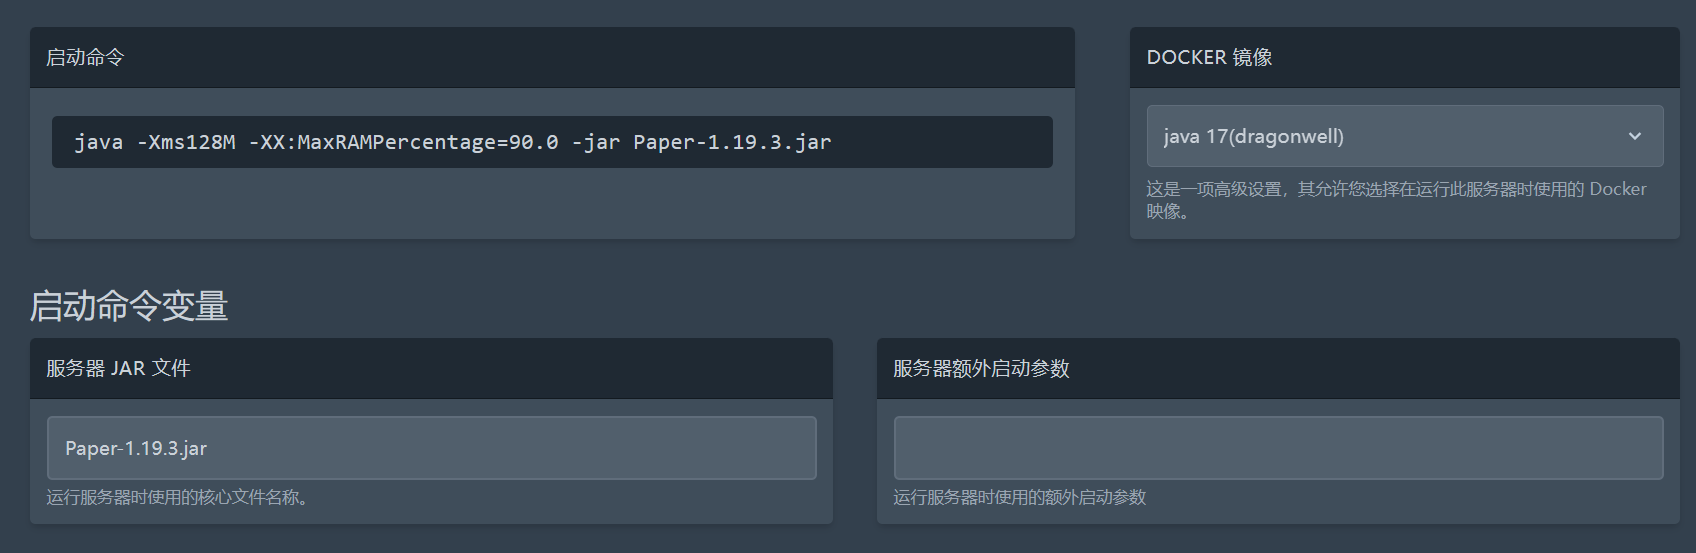 启动命令
java -Xms128M -XX:MaxRAMPercentage=90.0 -jar Paper-1.19.3.jar
DOCKER 镜像
java 17(dragonwell)
这是一项高级设置，其允许您选择在运行此服务器时使用的 Docker
映像。
启动命令变量
服务器 JAR 文件
Paper-1.19.3.jar
运行服务器时使用的核心文件名称。
服务器额外启动参数
运行服务器时使用的额外启动参数